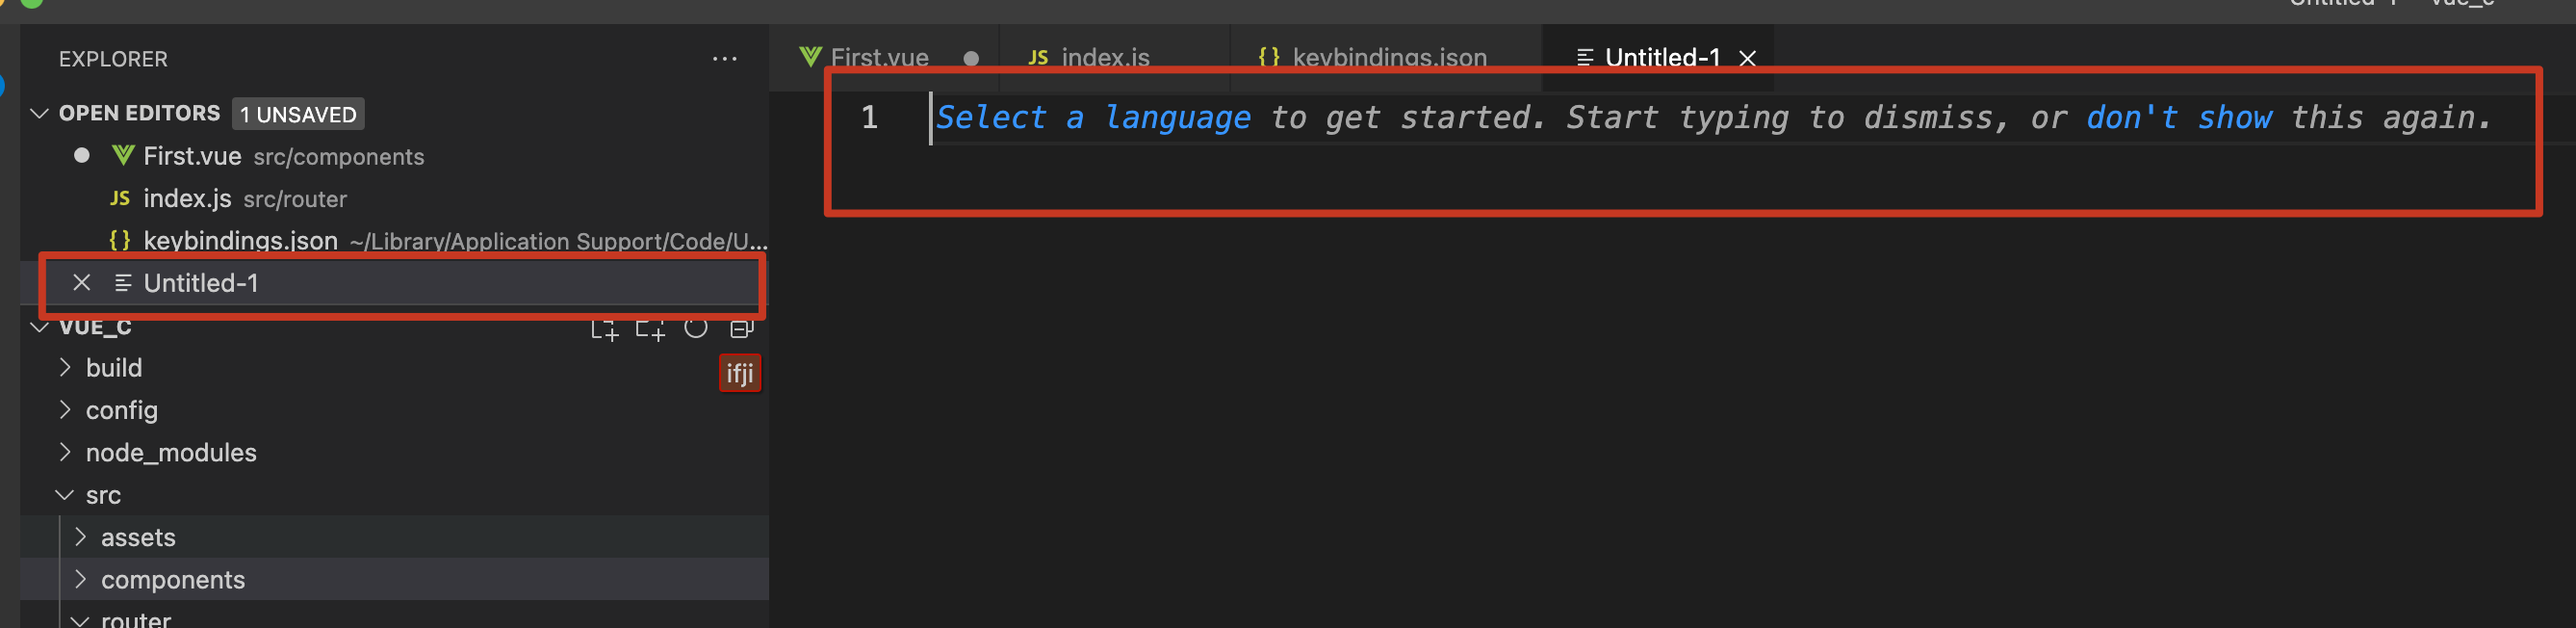 Untitled-1 — vue_c
EXPLORER
OPEN EDITORS 1 UNSAVED
First.vue src/components
JS index.js src/router
{} keybindings.json ~/Library/Application Support/Code/U...
Untitled-1
VUE_C
build
ifji
config
node_modules
src
assets
components
router
First.vue
JS index.js
{} keybindings.json
Untitled-1
1 Select a language to get started. Start typing to dismiss, or don't show this again.